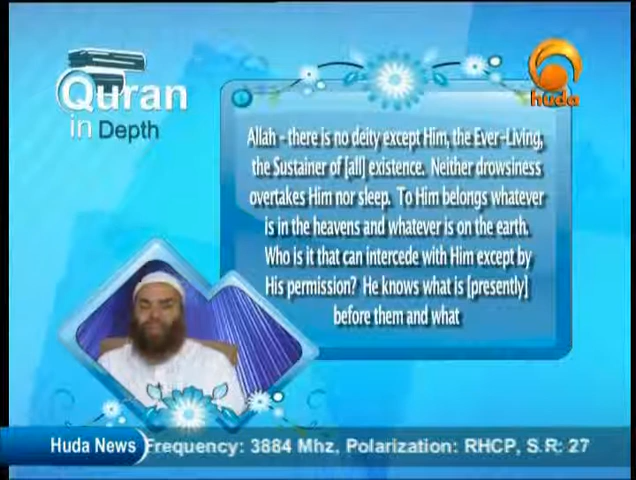 Quran
in Depth
huda
Allah - there is no deity except Him, the Ever-Living,
the Sustainer of [all] existence. Neither drowsiness
overtakes Him nor sleep. To Him belongs whatever
is in the heavens and whatever is on the earth.
Who is it that can intercede with Him except by
His permission? He knows what is [presently]
before them and what
Huda News
Frequency: 3884 Mhz, Polarization: RHCP, S.R: 27